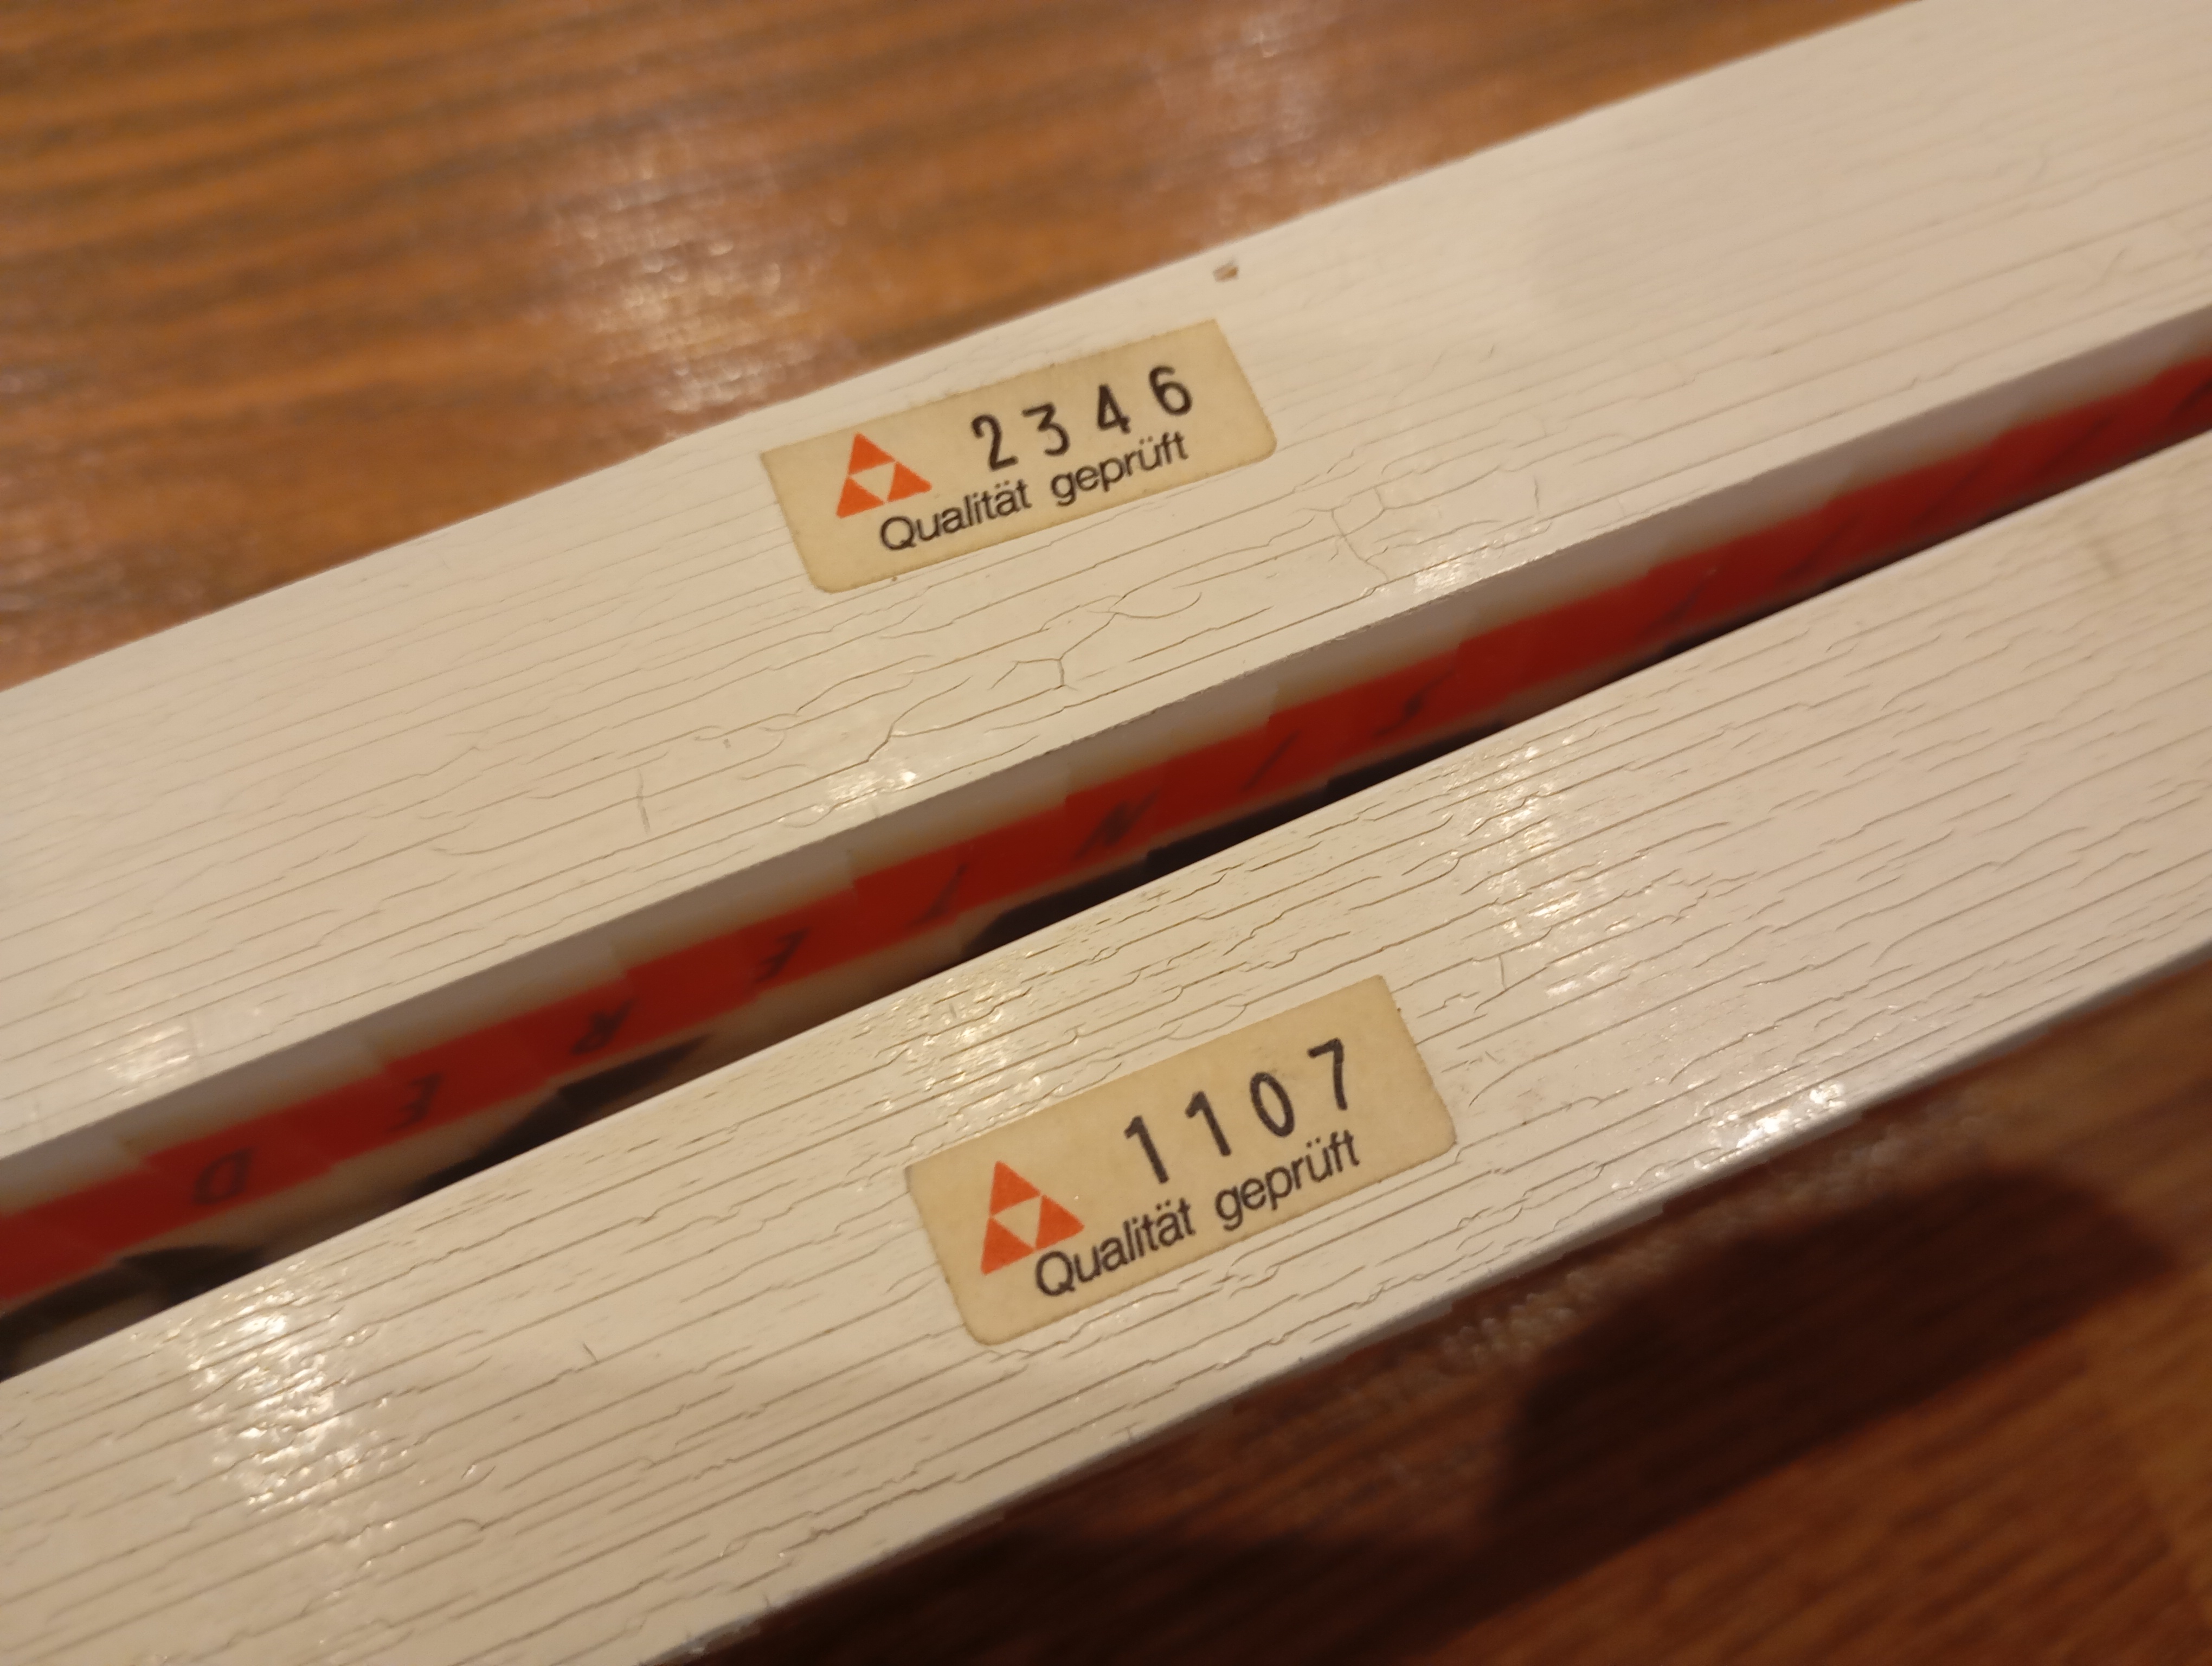 2346
Qualität geprüft
1107
Qualität geprüft